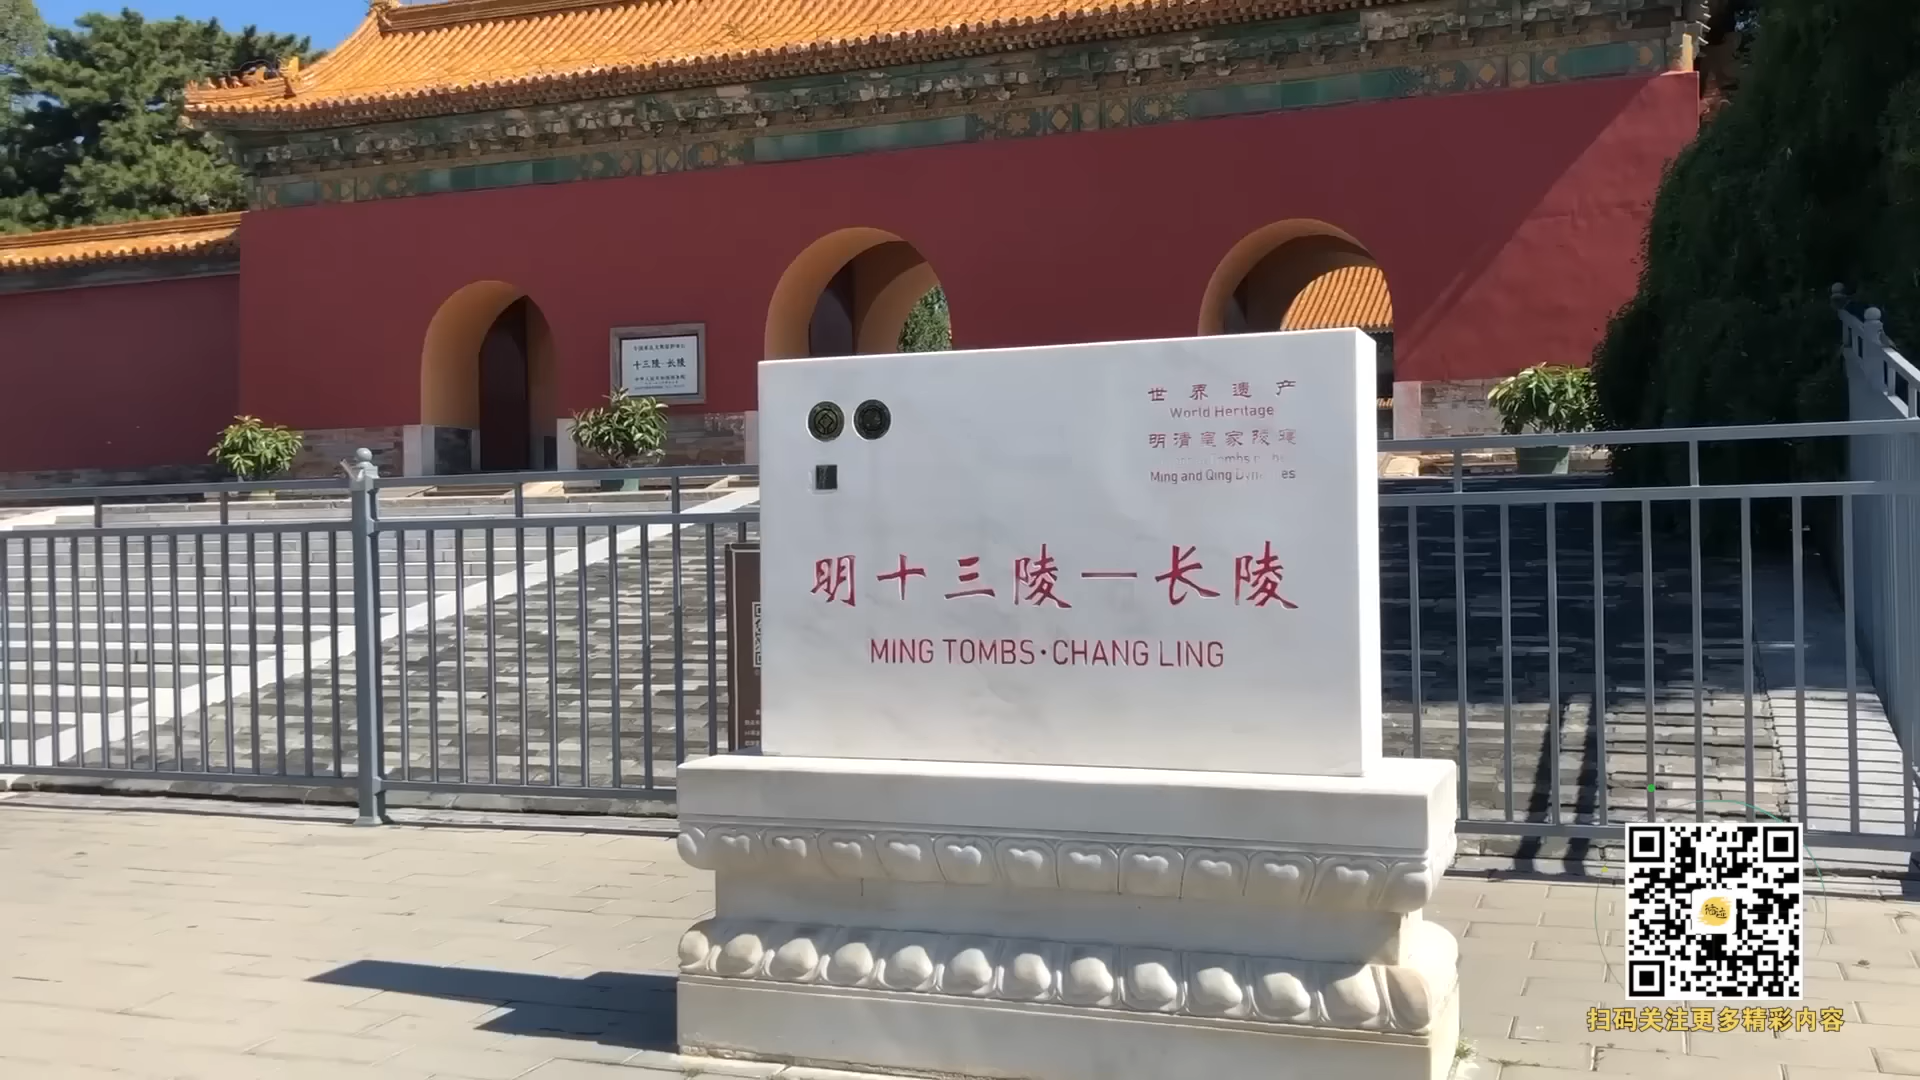 十三陵·长陵
世界遗产
World Heritage
明清皇家陵寝
Tombs
Ming and Qing
明十三陵—长陵
MING TOMBS·CHANG LING
扫码关注更多精彩内容